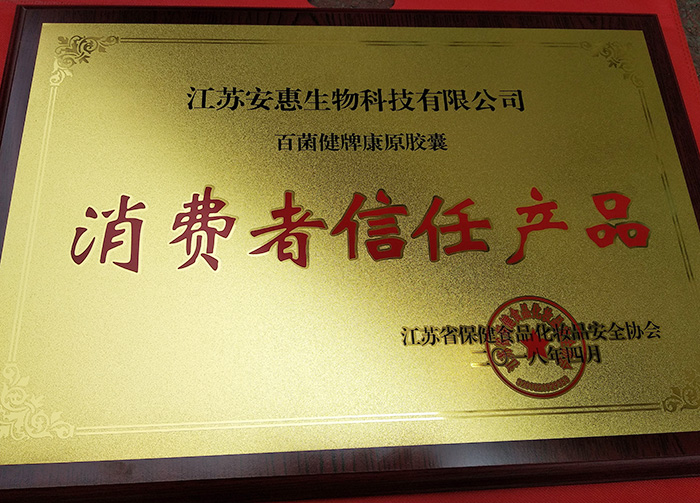 江苏安惠生物科技有限公司
百菌健牌康原胶囊
消费者信任产品
江苏省保健食品化妆品安全协会
二〇一八年四月